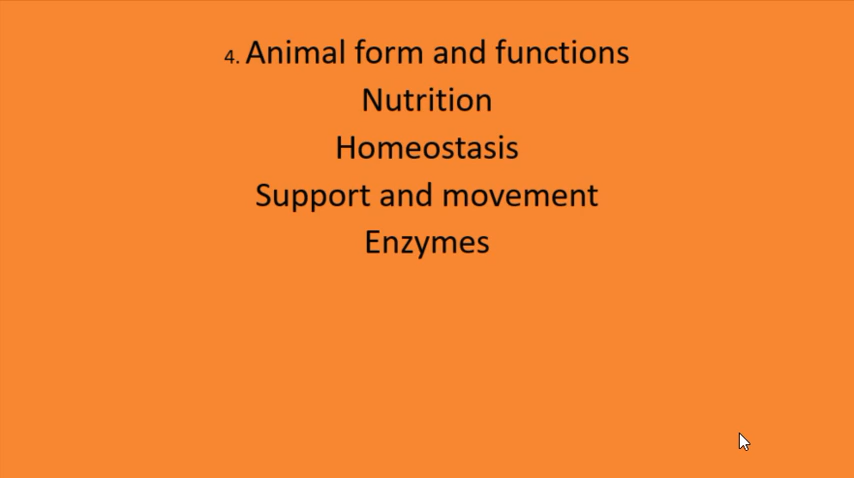 4. Animal form and functions
Nutrition
Homeostasis
Support and movement
Enzymes